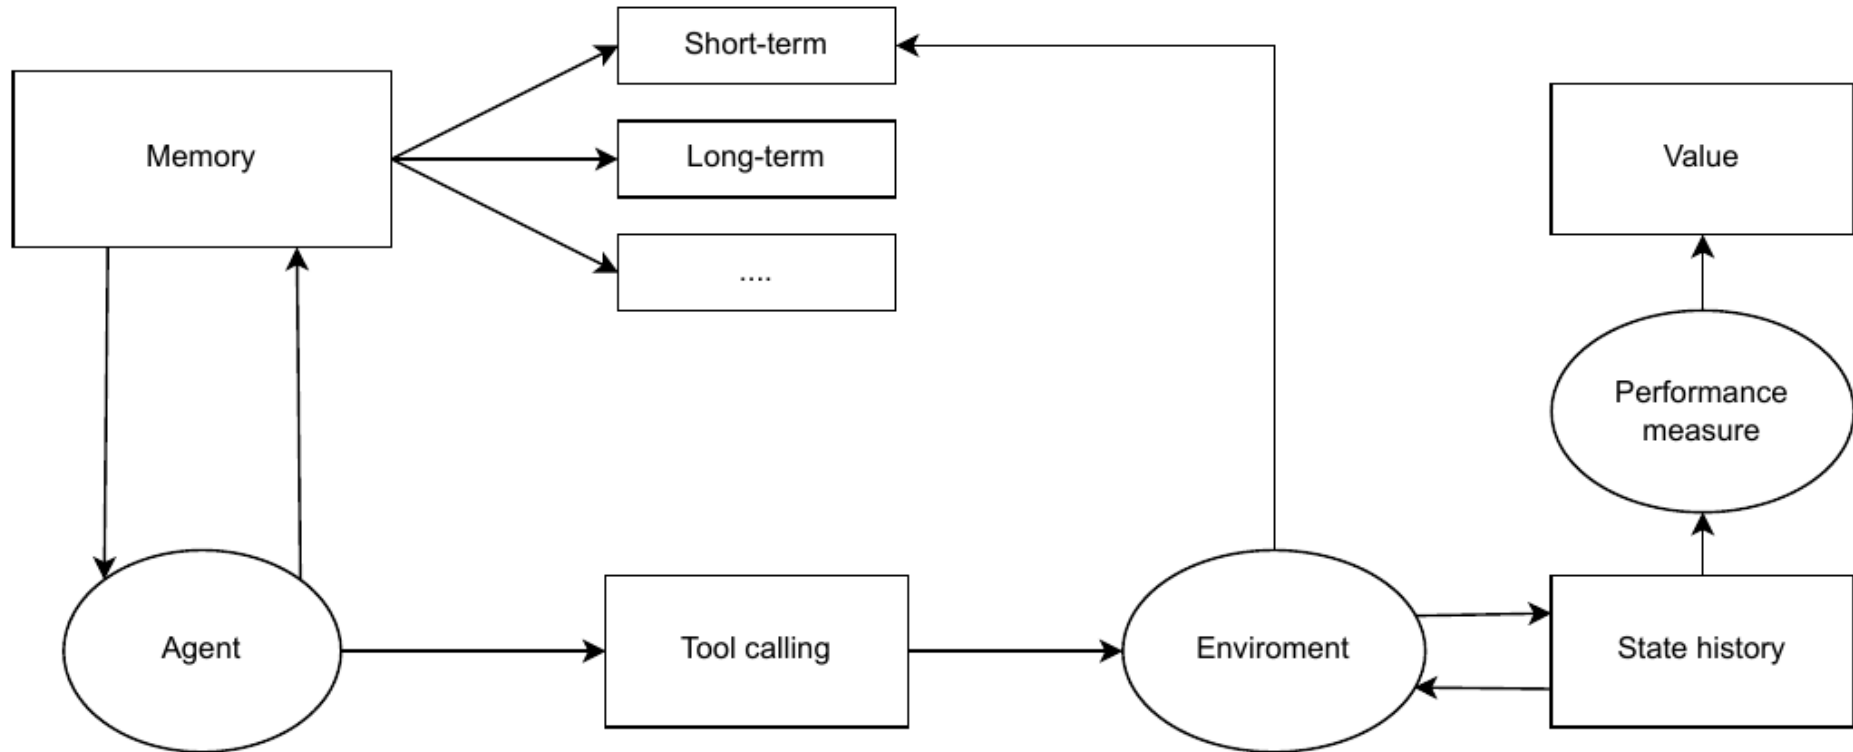 Short-term
Memory
Long-term
Value
....
Performance
measure
Agent
Tool calling
Enviroment
State history